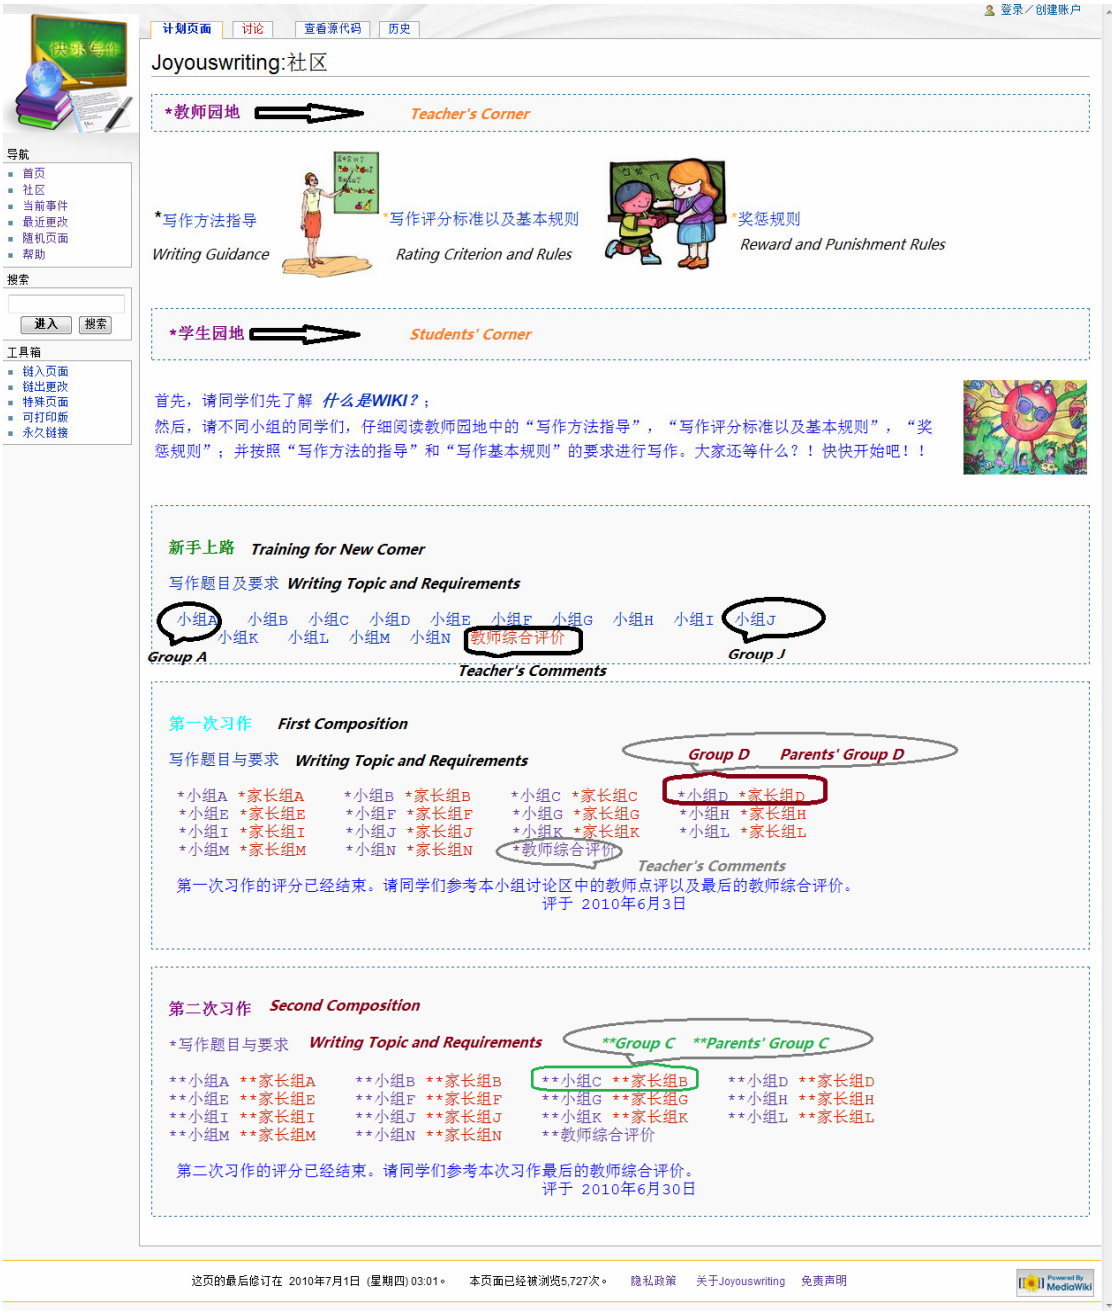 登录／创建账户
计划页面 讨论 查看源代码 历史
快乐写作
Joyouswriting:社区
*教师园地 Teacher's Corner
导航
首页
社区
当前事件
最近更改
随机页面
帮助
搜索
进入 搜索
工具箱
链入页面
链出更改
特殊页面
可打印版
永久链接
*写作方法指导 *写作评分标准以及基本规则 *奖惩规则
Writing Guidance Rating Criterion and Rules Reward and Punishment Rules
*学生园地 Students' Corner
首先，请同学们先了解 什么是WIKI？；
然后，请不同小组的同学们，仔细阅读教师园地中的“写作方法指导”，“写作评分标准以及基本规则”，“奖
惩规则”；并按照“写作方法的指导”和“写作基本规则”的要求进行写作。大家还等什么？！快快开始吧！！
新手上路 Training for New Comer
写作题目及要求 Writing Topic and Requirements
小组A 小组B 小组C 小组D 小组E 小组F 小组G 小组H 小组I 小组J
小组K 小组L 小组M 小组N 教师综合评价
Group A Group J
Teacher's Comments
第一次习作 First Composition
写作题目与要求 Writing Topic and Requirements Group D Parents' Group D
*小组A *家长组A *小组B *家长组B *小组C *家长组C *小组D *家长组D
*小组E *家长组E *小组F *家长组F *小组G *家长组G *小组H *家长组H
*小组I *家长组I *小组J *家长组J *小组K *家长组K *小组L *家长组L
*小组M *家长组M *小组N *家长组N *教师综合评价
Teacher's Comments
第一次习作的评分已经结束。请同学们参考本小组讨论区中的教师点评以及最后的教师综合评价。
评于 2010年6月3日
第二次习作 Second Composition
*写作题目与要求 Writing Topic and Requirements **Group C **Parents' Group C
**小组A **家长组A **小组B **家长组B **小组C **家长组B **小组D **家长组D
**小组E **家长组E **小组F **家长组F **小组G **家长组G **小组H **家长组H
**小组I **家长组I **小组J **家长组J **小组K **家长组K **小组L **家长组L
**小组M **家长组M **小组N **家长组N **教师综合评价
第二次习作的评分已经结束。请同学们参考本次习作最后的教师综合评价。
评于 2010年6月30日
这页的最后修订在 2010年7月1日 (星期四) 03:01。 本页面已经被浏览5,727次。 隐私政策 关于Joyouswriting 免责声明
Powered By
MediaWiki